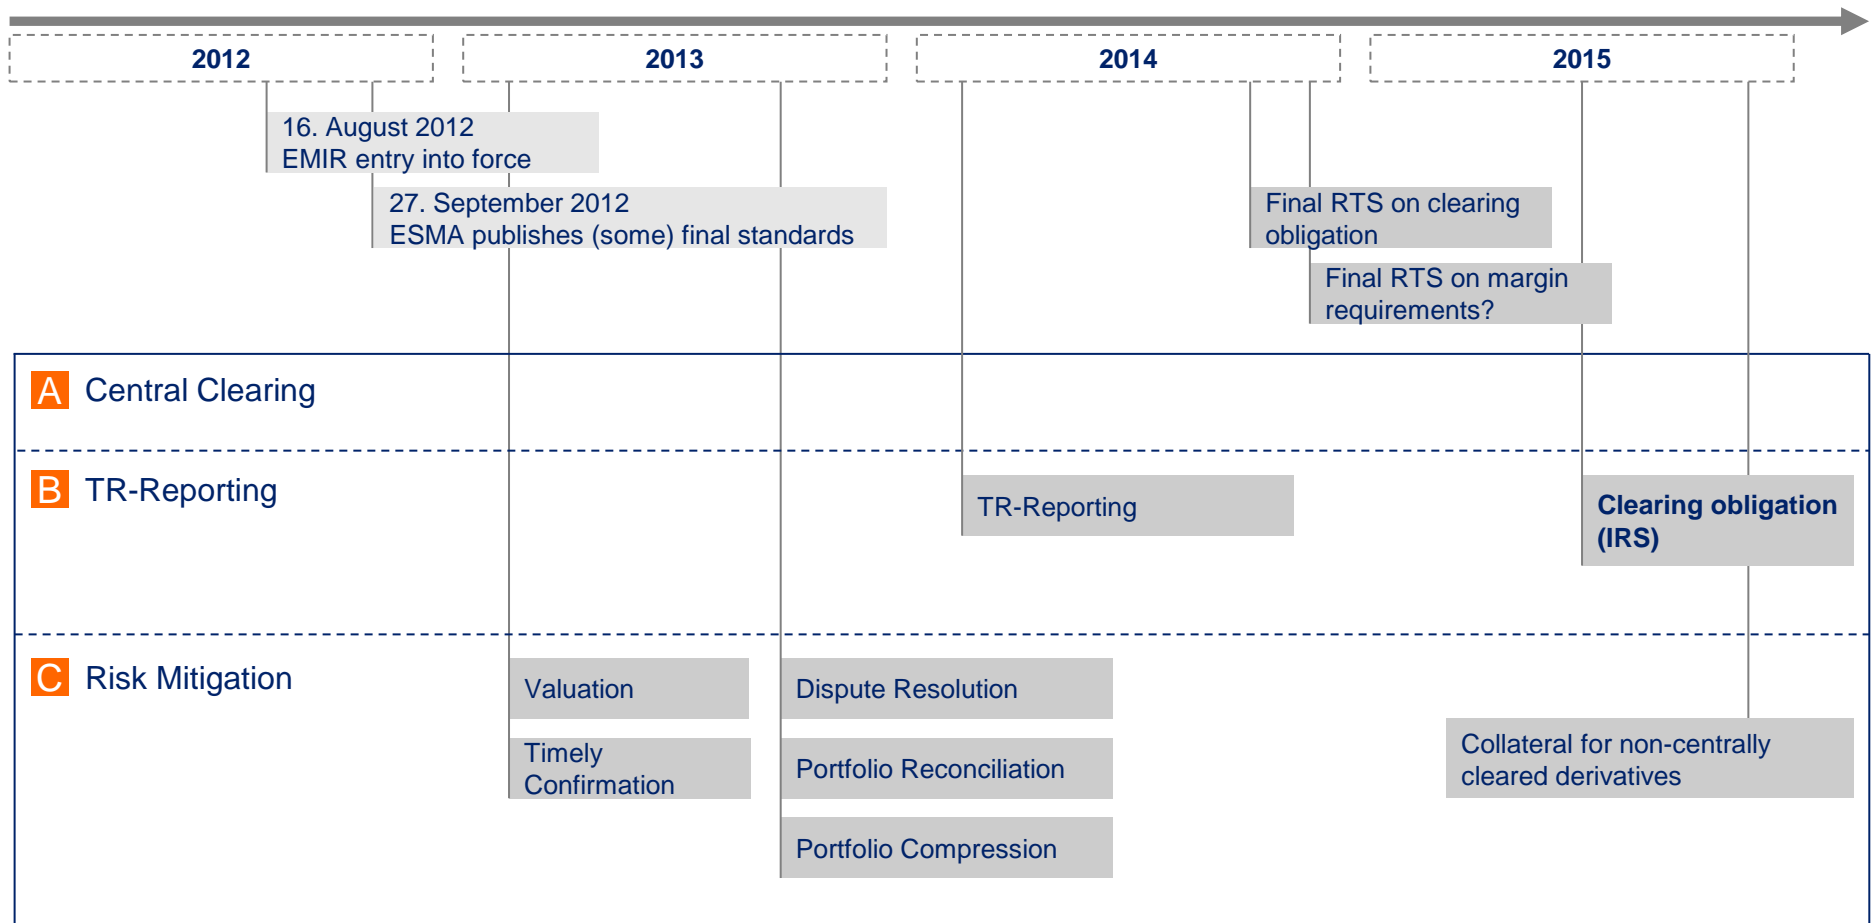 2012
2013
2014
2015
16. August 2012
EMIR entry into force
27. September 2012
ESMA publishes (some) final standards
Final RTS on clearing
obligation
Final RTS on margin
requirements?
A Central Clearing
B TR-Reporting
TR-Reporting
Clearing obligation
(IRS)
C Risk Mitigation
Valuation
Timely
Confirmation
Dispute Resolution
Portfolio Reconciliation
Portfolio Compression
Collateral for non-centrally
cleared derivatives